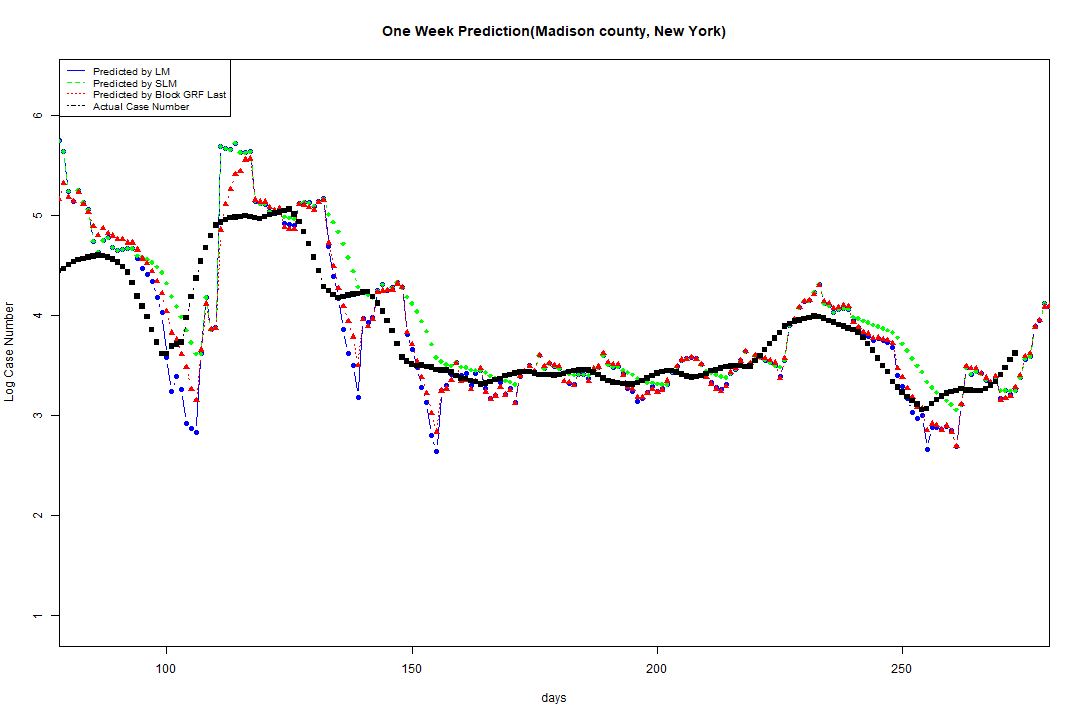 One Week Prediction(Madison county, New York)
Predicted by LM
Predicted by SLM
Predicted by Block GRF Last
Actual Case Number
Log Case Number
6
5
4
3
2
1
100 150 200 250
days